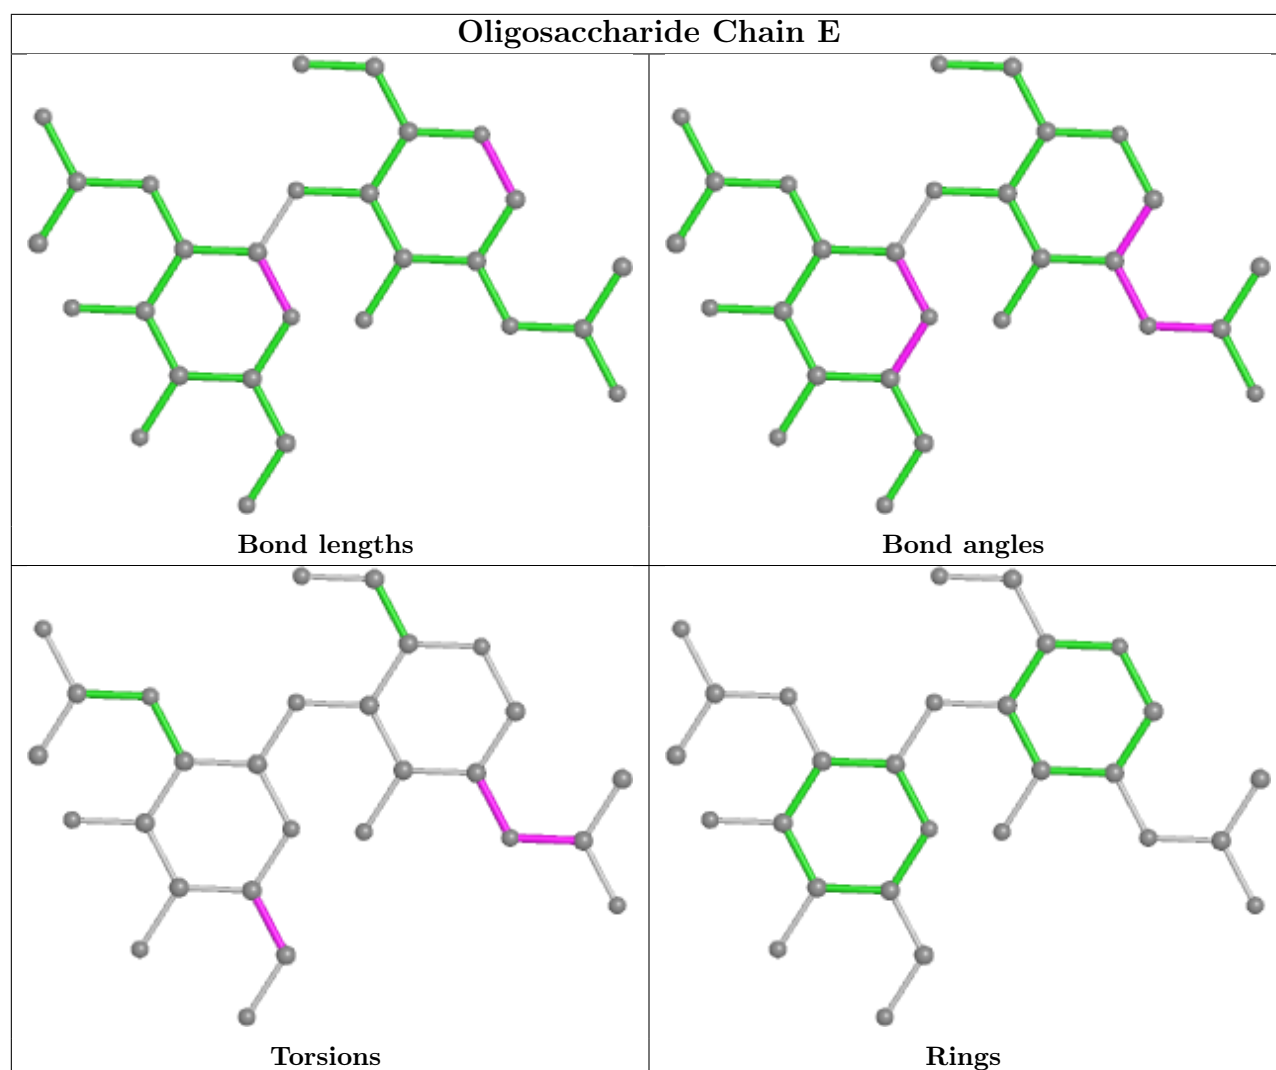 Oligosaccharide Chain E
Bond lengths
Bond angles
Torsions
Rings